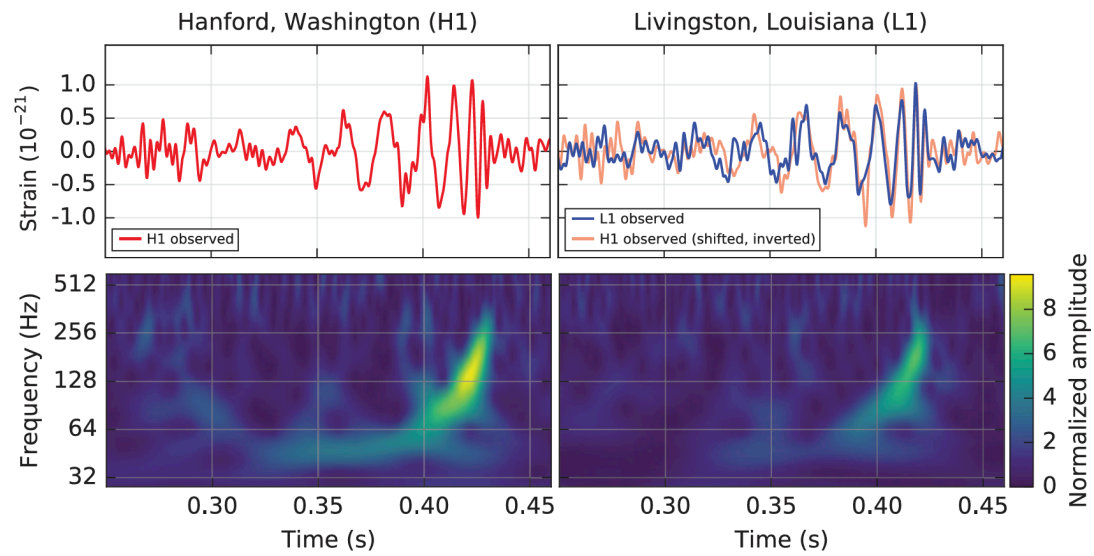 Hanford, Washington (H1)
Livingston, Louisiana (L1)
Strain (10⁻²¹)
1.0
0.5
0.0
-0.5
-1.0
H1 observed
L1 observed
H1 observed (shifted, inverted)
Frequency (Hz)
512
256
128
64
32
0.30
0.35
0.40
0.45
Time (s)
0.30
0.35
0.40
0.45
Time (s)
Normalized amplitude
8
6
4
2
0